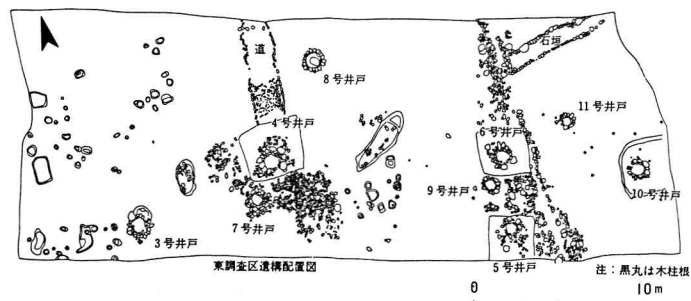 道
石垣
8号井戸
11号井戸
4号井戸
6号井戸
9号井戸
10号井戸
7号井戸
3号井戸
5号井戸
東調査区遺構配置図
注：黒丸は木柱根
0 10m